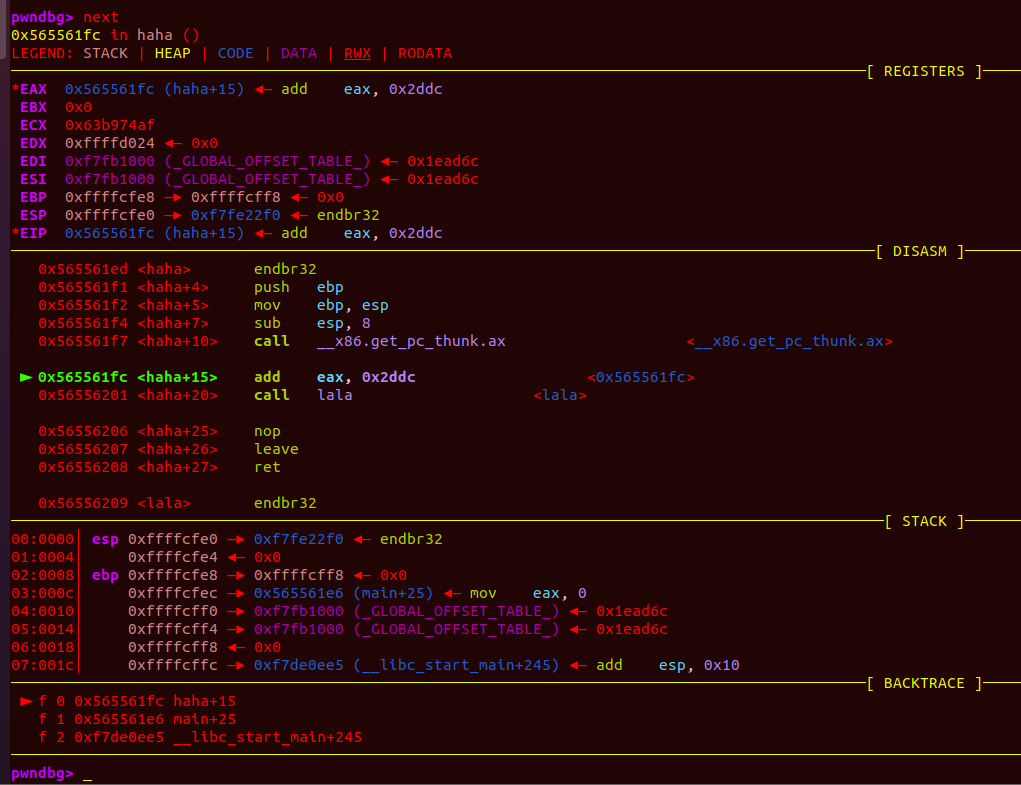 pwndbg> next
0x565561fc in haha ()
LEGEND: STACK | HEAP | CODE | DATA | RWX | RODATA
[ REGISTERS ]
*EAX  0x565561fc (haha+15) ◂— add    eax, 0x2ddc
 EBX  0x0
 ECX  0x63b974af
 EDX  0xffffd024 ◂— 0x0
 EDI  0xf7fb1000 (_GLOBAL_OFFSET_TABLE_) ◂— 0x1ead6c
 ESI  0xf7fb1000 (_GLOBAL_OFFSET_TABLE_) ◂— 0x1ead6c
 EBP  0xffffcfe8 —▸ 0xffffcff8 ◂— 0x0
 ESP  0xffffcfe0 —▸ 0xf7fe22f0 ◂— endbr32
*EIP  0x565561fc (haha+15) ◂— add    eax, 0x2ddc
[ DISASM ]
   0x565561ed <haha>       endbr32
   0x565561f1 <haha+4>     push   ebp
   0x565561f2 <haha+5>     mov    ebp, esp
   0x565561f4 <haha+7>     sub    esp, 8
   0x565561f7 <haha+10>    call   __x86.get_pc_thunk.ax                    <__x86.get_pc_thunk.ax>
 ► 0x565561fc <haha+15>    add    eax, 0x2ddc                   <0x565561fc>
   0x56556201 <haha+20>    call   lala                    <lala>
   0x56556206 <haha+25>    nop
   0x56556207 <haha+26>    leave
   0x56556208 <haha+27>    ret
   0x56556209 <lala>       endbr32
[ STACK ]
00:0000│ esp 0xffffcfe0 —▸ 0xf7fe22f0 ◂— endbr32
01:0004│     0xffffcfe4 ◂— 0x0
02:0008│ ebp 0xffffcfe8 —▸ 0xffffcff8 ◂— 0x0
03:000c│     0xffffcfec —▸ 0x565561e6 (main+25) ◂— mov    eax, 0
04:0010│     0xffffcff0 —▸ 0xf7fb1000 (_GLOBAL_OFFSET_TABLE_) ◂— 0x1ead6c
05:0014│     0xffffcff4 —▸ 0xf7fb1000 (_GLOBAL_OFFSET_TABLE_) ◂— 0x1ead6c
06:0018│     0xffffcff8 ◂— 0x0
07:001c│     0xffffcffc —▸ 0xf7de0ee5 (__libc_start_main+245) ◂— add    esp, 0x10
[ BACKTRACE ]
 ► f 0 0x565561fc haha+15
   f 1 0x565561e6 main+25
   f 2 0xf7de0ee5 __libc_start_main+245
pwndbg> _